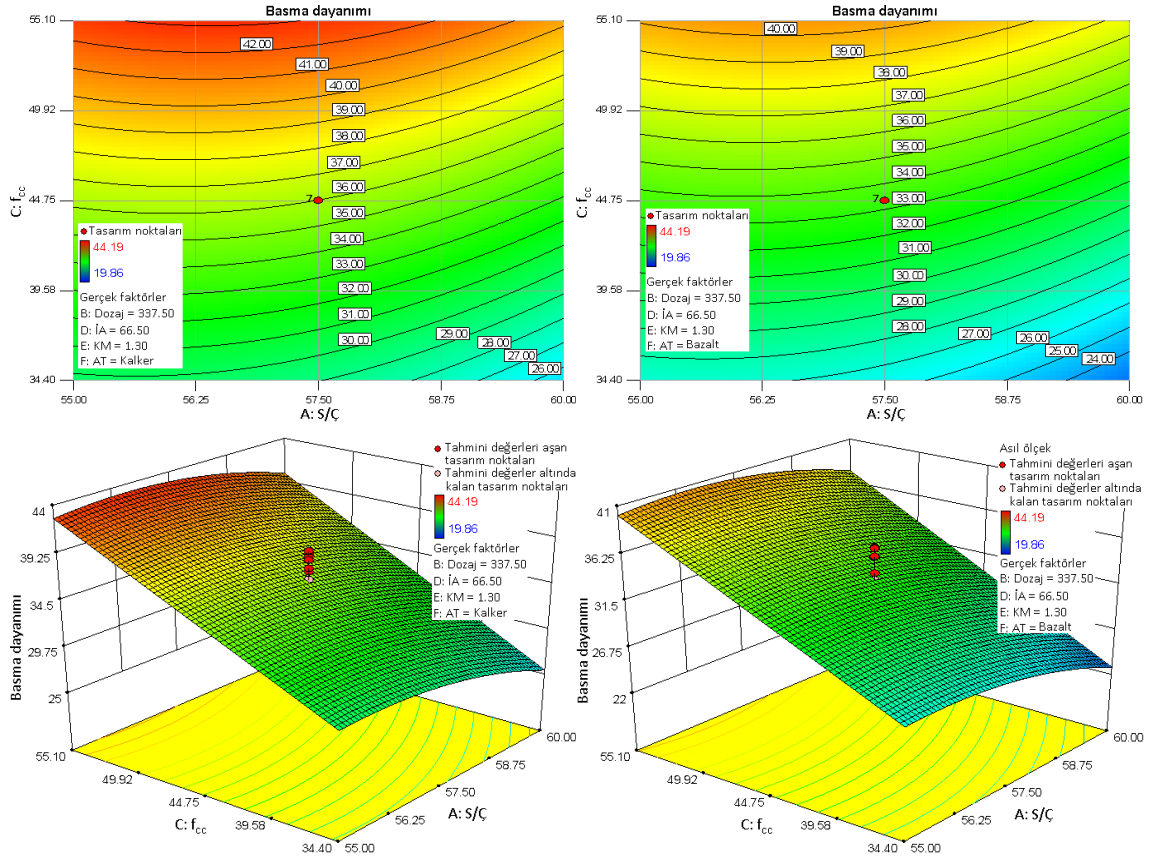 Basma dayanımı
55.10
49.92
44.75
39.58
34.40
C: fcc
42.00
41.00
40.00
39.00
38.00
37.00
36.00
7
35.00
34.00
33.00
32.00
31.00
30.00
29.00
28.00
27.00
26.00
Tasarım noktaları
44.19
19.86
Gerçek faktörler
B: Dozaj = 337.50
D: İA = 66.50
E: KM = 1.30
F: AT = Kalker
55.00
56.25
57.50
58.75
60.00
A: S/Ç
Basma dayanımı
55.10
49.92
44.75
39.58
34.40
C: fcc
40.00
39.00
38.00
37.00
36.00
35.00
34.00
7
33.00
32.00
31.00
30.00
29.00
28.00
27.00
26.00
25.00
24.00
Tasarım noktaları
44.19
19.86
Gerçek faktörler
B: Dozaj = 337.50
D: İA = 66.50
E: KM = 1.30
F: AT = Bazalt
55.00
56.25
57.50
58.75
60.00
A: S/Ç
Tahmini değerleri aşan
tasarım noktaları
Tahmini değerler altında
kalan tasarım noktaları
44.19
19.86
Gerçek faktörler
B: Dozaj = 337.50
D: İA = 66.50
E: KM = 1.30
F: AT = Kalker
44
39.25
34.5
29.75
25
Basma dayanımı
55.10
49.92
44.75
39.58
34.40
C: fcc
55.00
56.25
57.50
58.75
60.00
A: S/Ç
Asıl ölçek
Tahmini değerleri aşan
tasarım noktaları
Tahmini değerler altında
kalan tasarım noktaları
44.19
19.86
Gerçek faktörler
B: Dozaj = 337.50
D: İA = 66.50
E: KM = 1.30
F: AT = Bazalt
41
36.25
31.5
26.75
22
Basma dayanımı
55.10
49.92
44.75
39.58
34.40
C: fcc
55.00
56.25
57.50
58.75
60.00
A: S/Ç